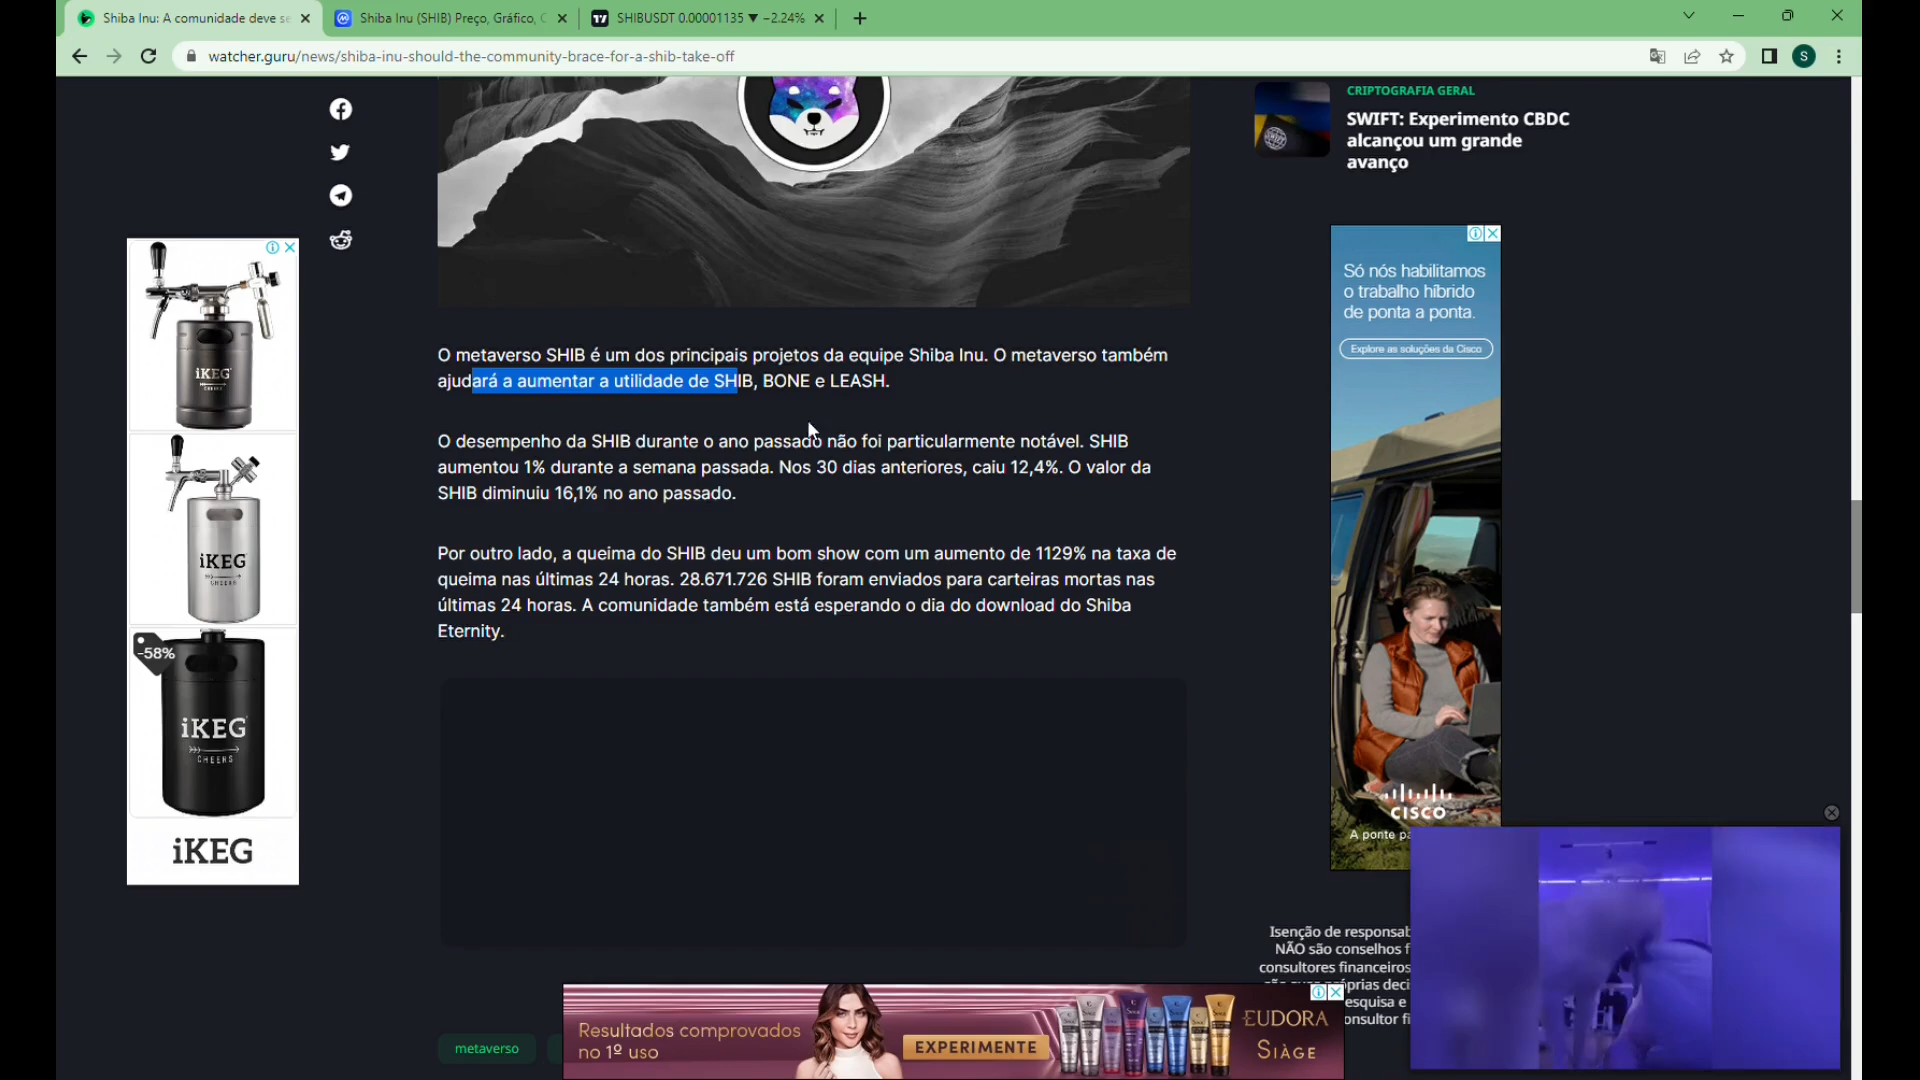 Shiba Inu: A comunidade deve se
Shiba Inu (SHIB) Preço, Gráfico,
SHIBUSDT 0.00001135 ▼ −2.24%
watcher.guru/news/shiba-inu-should-the-community-brace-for-a-shib-take-off
S
CRIPTOGRAFIA GERAL
SWIFT: Experimento CBDC
alcançou um grande
avanço
O metaverso SHIB é um dos principais projetos da equipe Shiba Inu. O metaverso também
ajudará a aumentar a utilidade de SHIB, BONE e LEASH.
O desempenho da SHIB durante o ano passado não foi particularmente notável. SHIB
aumentou 1% durante a semana passada. Nos 30 dias anteriores, caiu 12,4%. O valor da
SHIB diminuiu 16,1% no ano passado.
Por outro lado, a queima do SHIB deu um bom show com um aumento de 1129% na taxa de
queima nas últimas 24 horas. 28.671.726 SHIB foram enviados para carteiras mortas nas
últimas 24 horas. A comunidade também está esperando o dia do download do Shiba
Eternity.
iKEG
CHEERS
iKEG
CHEERS
-58%
iKEG
CHEERS
iKEG
Só nós habilitamos
o trabalho híbrido
de ponta a ponta.
Explore as soluções da Cisco
CISCO
A ponte
Isenção de
NÃO são conselhos
consultores financeiros
esquisa e
metaverso
Resultados comprovados
no 1º uso
EXPERIMENTE
EUDORA
SIÀGE